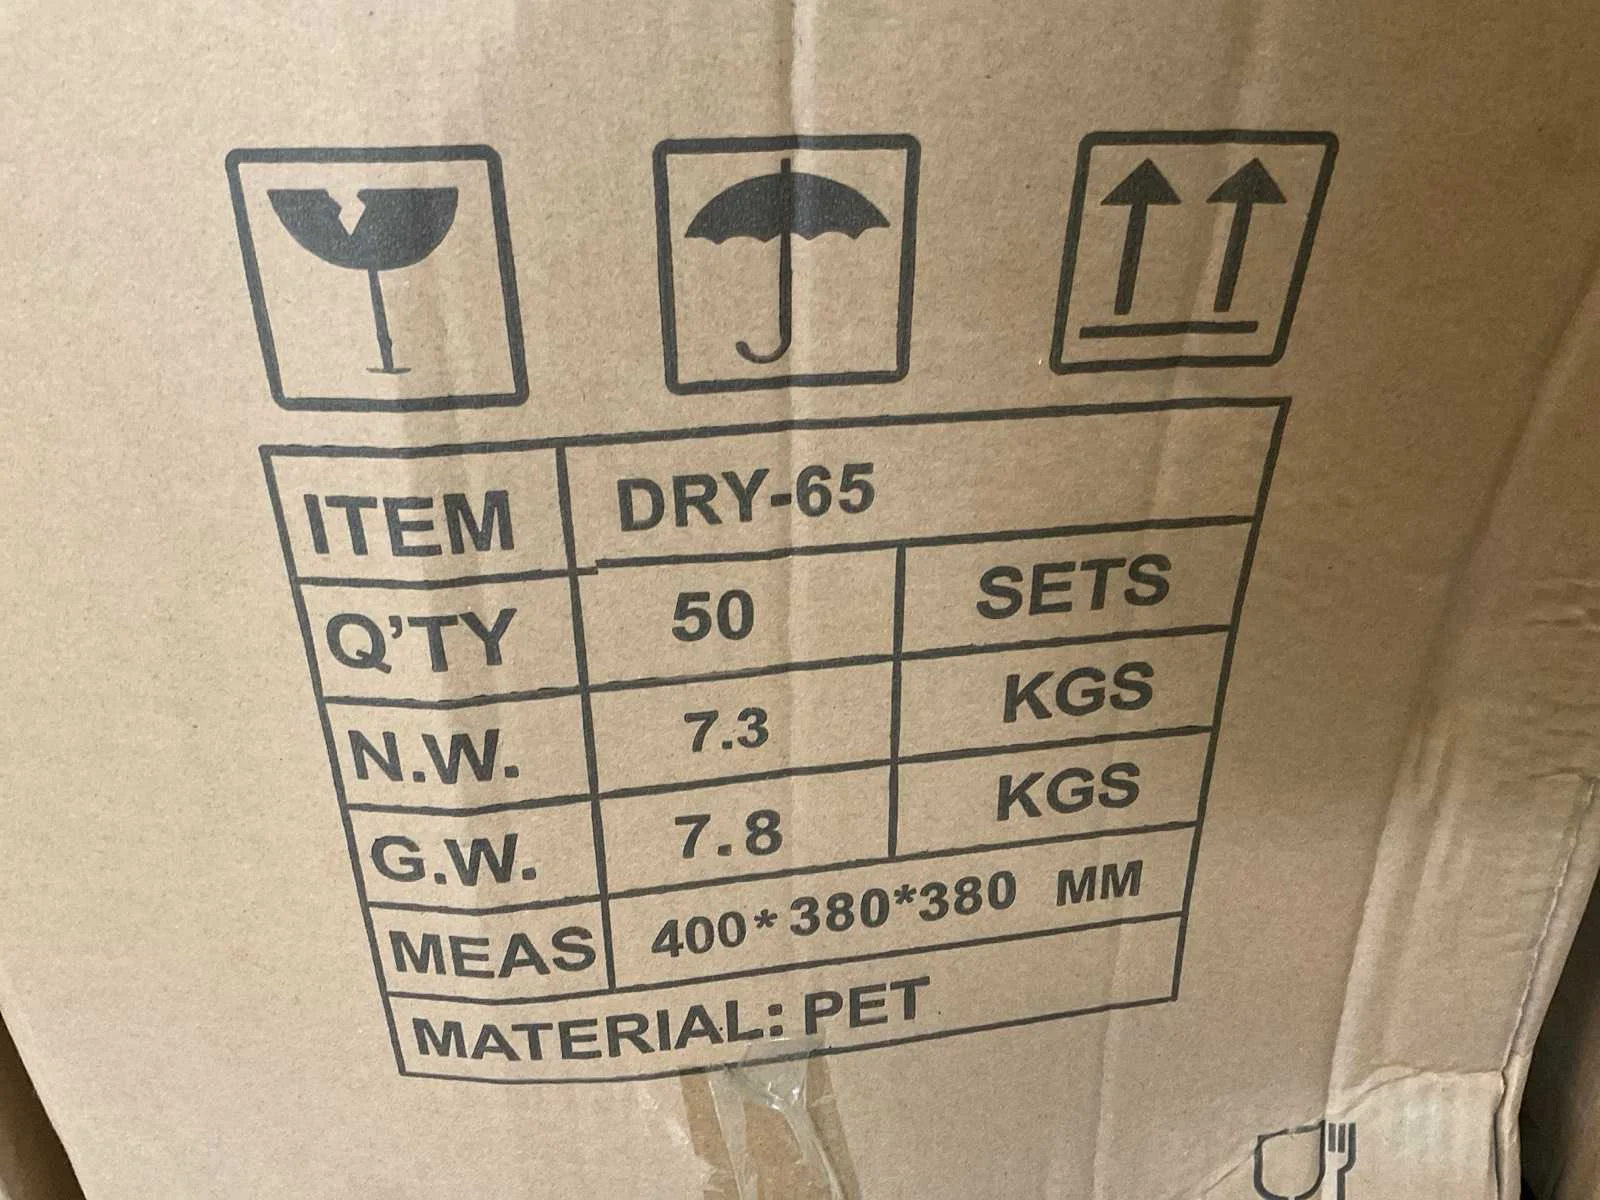 ITEM DRY-65
Q'TY 50 SETS
N.W. 7.3 KGS
G.W. 7.8 KGS
MEAS 400*380*380 MM
MATERIAL: PET